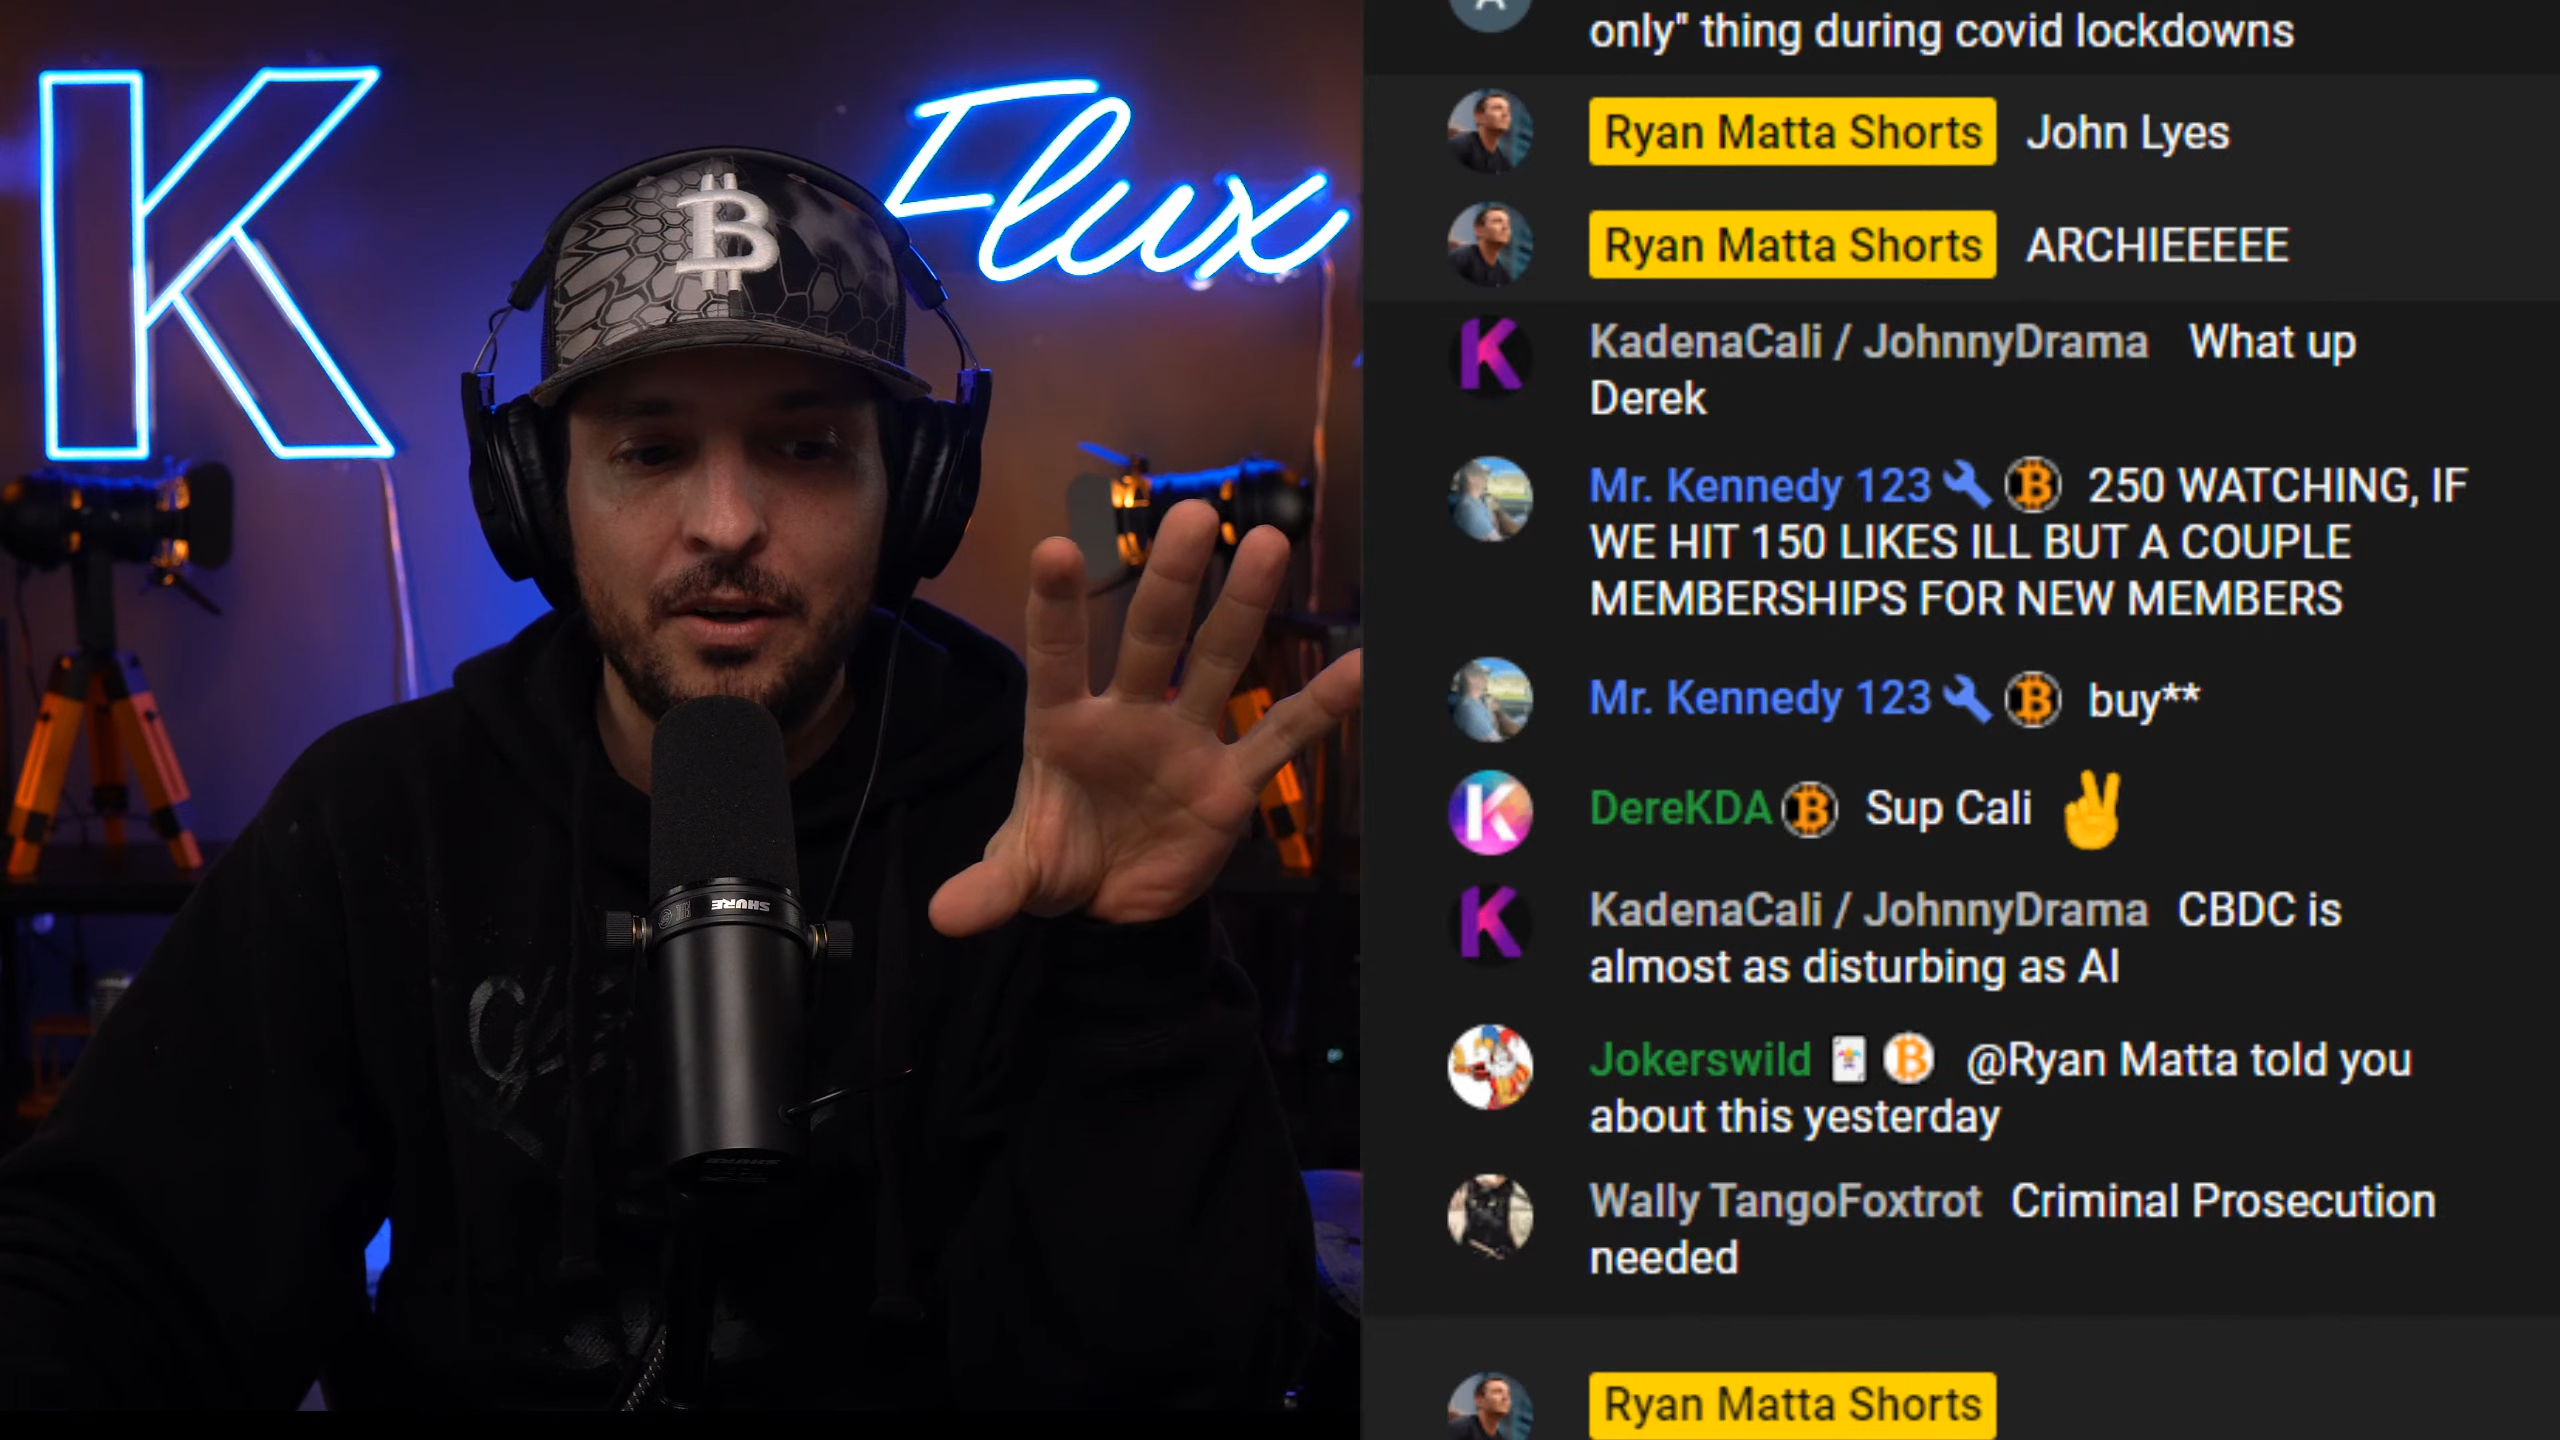 K
Flux
SHURE
only" thing during covid lockdowns
Ryan Matta Shorts John Lyes
Ryan Matta Shorts ARCHIEEEEE
KadenaCali / JohnnyDrama What up
Derek
Mr. Kennedy 123 250 WATCHING, IF
WE HIT 150 LIKES ILL BUT A COUPLE
MEMBERSHIPS FOR NEW MEMBERS
Mr. Kennedy 123 buy**
DereKDA Sup Cali ✌
KadenaCali / JohnnyDrama CBDC is
almost as disturbing as AI
Jokerswild 🃏 @Ryan Matta told you
about this yesterday
Wally TangoFoxtrot Criminal Prosecution
needed
Ryan Matta Shorts